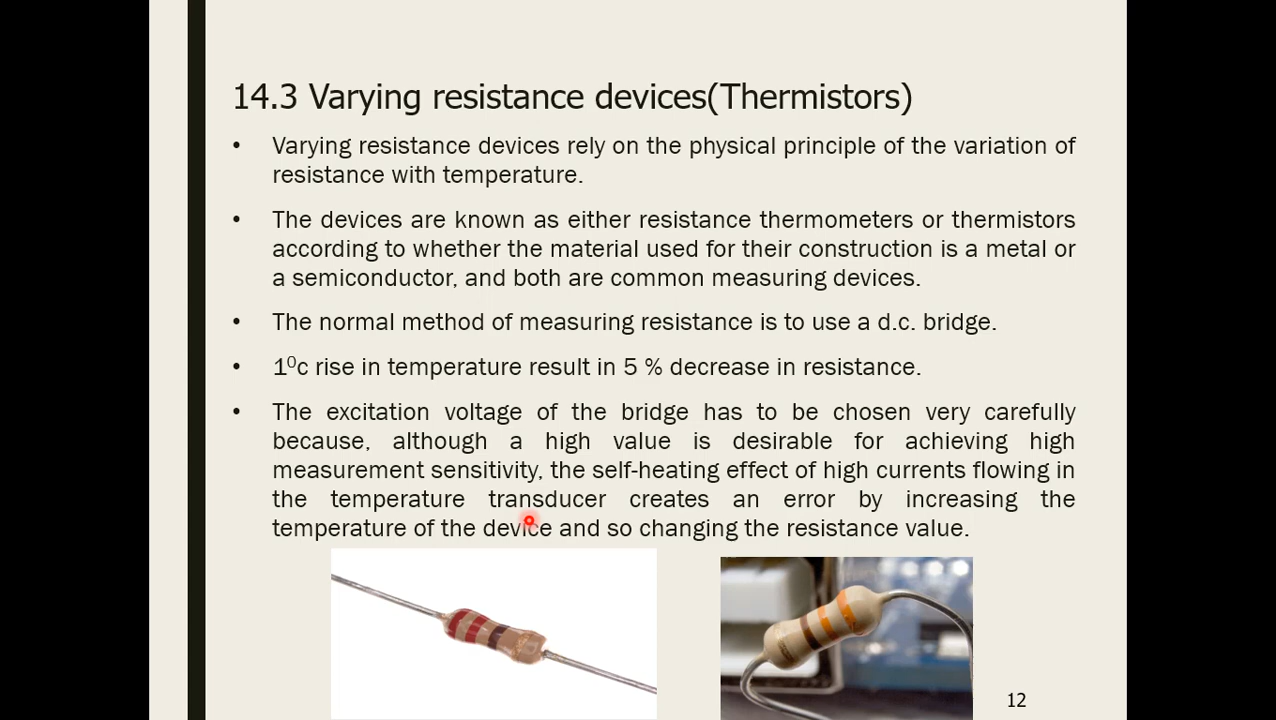 14.3 Varying resistance devices(Thermistors)
• Varying resistance devices rely on the physical principle of the variation of
resistance with temperature.
• The devices are known as either resistance thermometers or thermistors
according to whether the material used for their construction is a metal or
a semiconductor, and both are common measuring devices.
• The normal method of measuring resistance is to use a d.c. bridge.
• 1⁰c rise in temperature result in 5 % decrease in resistance.
• The excitation voltage of the bridge has to be chosen very carefully
because, although a high value is desirable for achieving high
measurement sensitivity, the self-heating effect of high currents flowing in
the temperature transducer creates an error by increasing the
temperature of the device and so changing the resistance value.
12